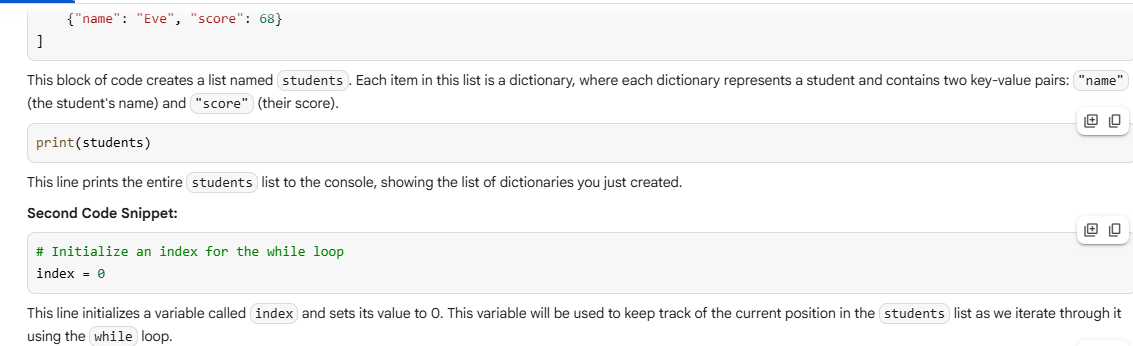 {"name": "Eve", "score": 68}
]
This block of code creates a list named students. Each item in this list is a dictionary, where each dictionary represents a student and contains two key-value pairs: "name"
(the student's name) and "score" (their score).
print(students)
This line prints the entire students list to the console, showing the list of dictionaries you just created.
Second Code Snippet:
# Initialize an index for the while loop
index = 0
This line initializes a variable called index and sets its value to 0. This variable will be used to keep track of the current position in the students list as we iterate through it
using the while loop.